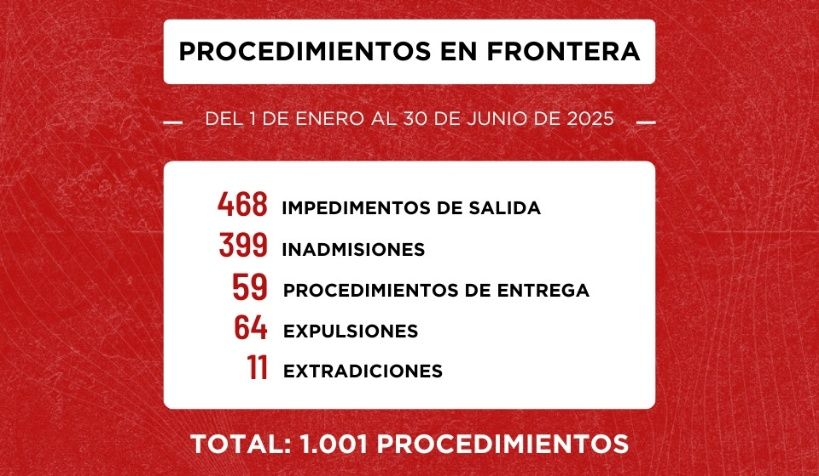 PROCEDIMIENTOS EN FRONTERA
DEL 1 DE ENERO AL 30 DE JUNIO DE 2025
468 IMPEDIMENTOS DE SALIDA
399 INADMISIONES
59 PROCEDIMIENTOS DE ENTREGA
64 EXPULSIONES
11 EXTRADICIONES
TOTAL: 1.001 PROCEDIMIENTOS